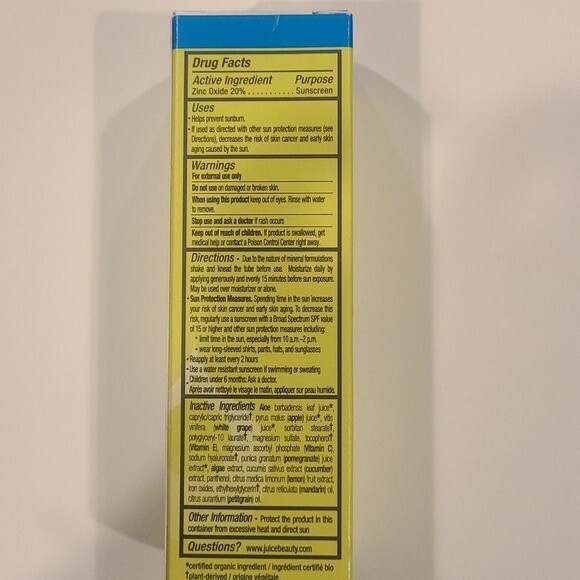 Drug Facts
Active Ingredient Purpose
Zinc Oxide 20% . . . . . . . . . . . Sunscreen
Uses
• Helps prevent sunburn.
• If used as directed with other sun protection measures (see
Directions), decreases the risk of skin cancer and early skin
aging caused by the sun.
Warnings
For external use only
Do not use on damaged or broken skin.
When using this product keep out of eyes. Rinse with water
to remove.
Stop use and ask a doctor if rash occurs
Keep out of reach of children. If product is swallowed, get
medical help or contact a Poison Control Center right away.
Directions • Due to the nature of mineral formulations
shake and knead the tube before use. Moisturize daily by
applying generously and evenly 15 minutes before sun exposure.
May be used over moisturizer or alone.
• Sun Protection Measures. Spending time in the sun increases
your risk of skin cancer and early skin aging. To decrease this
risk, regularly use a sunscreen with a Broad Spectrum SPF value
of 15 or higher and other sun protection measures including:
• limit time in the sun, especially from 10 a.m.–2 p.m.
• wear long-sleeved shirts, pants, hats, and sunglasses
• Reapply at least every 2 hours
• Use a water resistant sunscreen if swimming or sweating
• Children under 6 months: Ask a doctor.
Après avoir nettoyé le visage le matin, appliquer sur peau humide.
Inactive Ingredients Aloe barbadensis leaf juice*,
caprylic/capric triglyceride†, pyrus malus (apple) juice*, vitis
vinifera (white grape) juice*, sorbitan stearate†,
polyglyceryl-10 laurate†, magnesium sulfate, tocopherol†
(Vitamin E), magnesium ascorbyl phosphate (Vitamin C),
sodium hyaluronate†, punica granatum (pomegranate) juice
extract*, algae extract, cucumis sativus extract (cucumber)
extract, panthenol, citrus medica limonum (lemon) fruit extract,
iron oxides, ethylhexylglycerin†, citrus reticulata (mandarin) oil,
citrus aurantium (petitgrain) oil.
Other Information • Protect the product in this
container from excessive heat and direct sun
Questions? www.juicebeauty.com
*certified organic ingredient / ingrédient certifié bio
†plant-derived / origine végétale